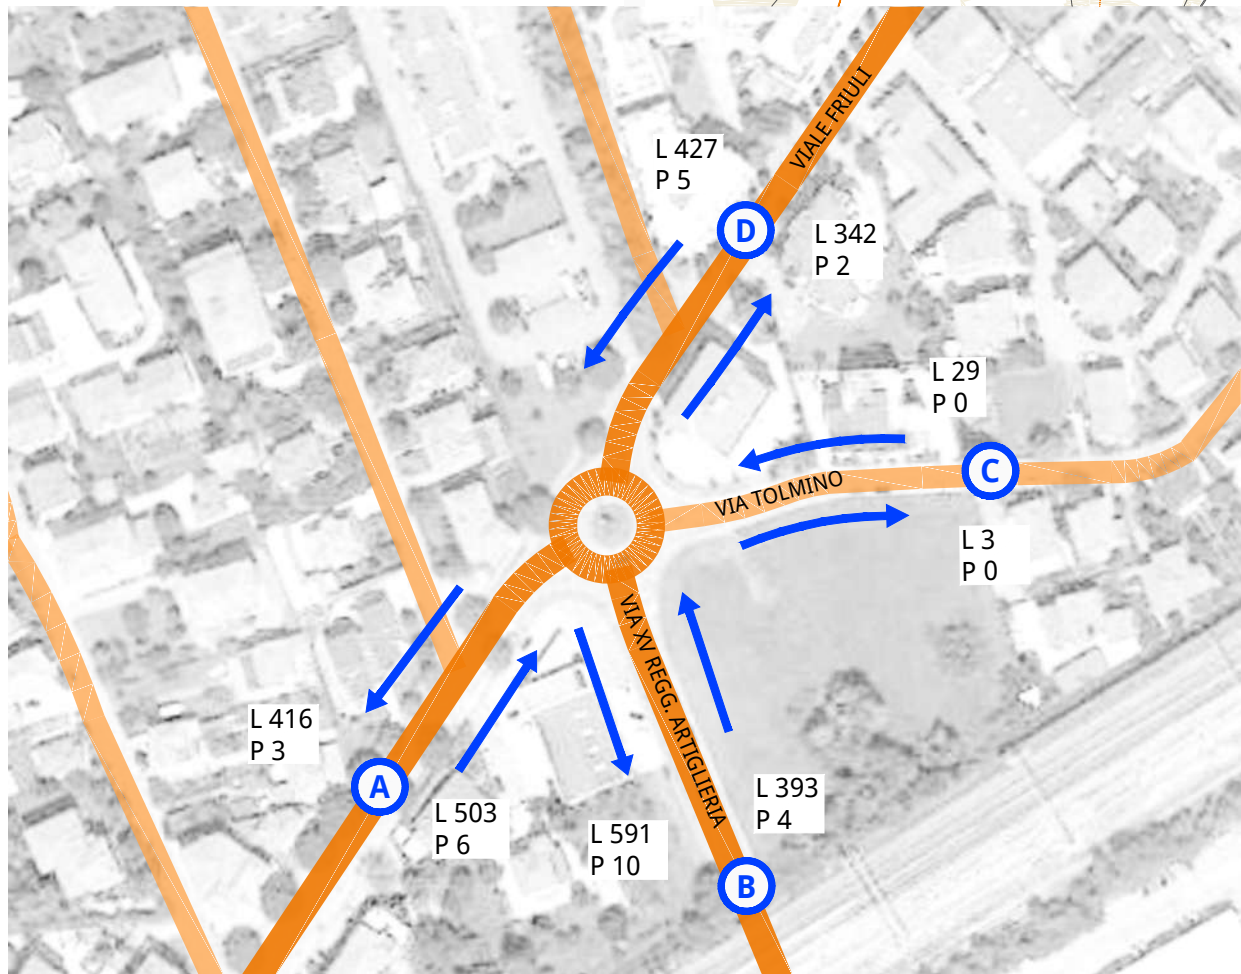 VIALE FRIULI
L 427
P 5
D
L 342
P 2
L 29
P 0
C
VIA TOLMINO
L 3
P 0
VIA XV REGG. ARTIGLIERIA
L 416
P 3
A
L 503
P 6
L 591
P 10
L 393
P 4
B